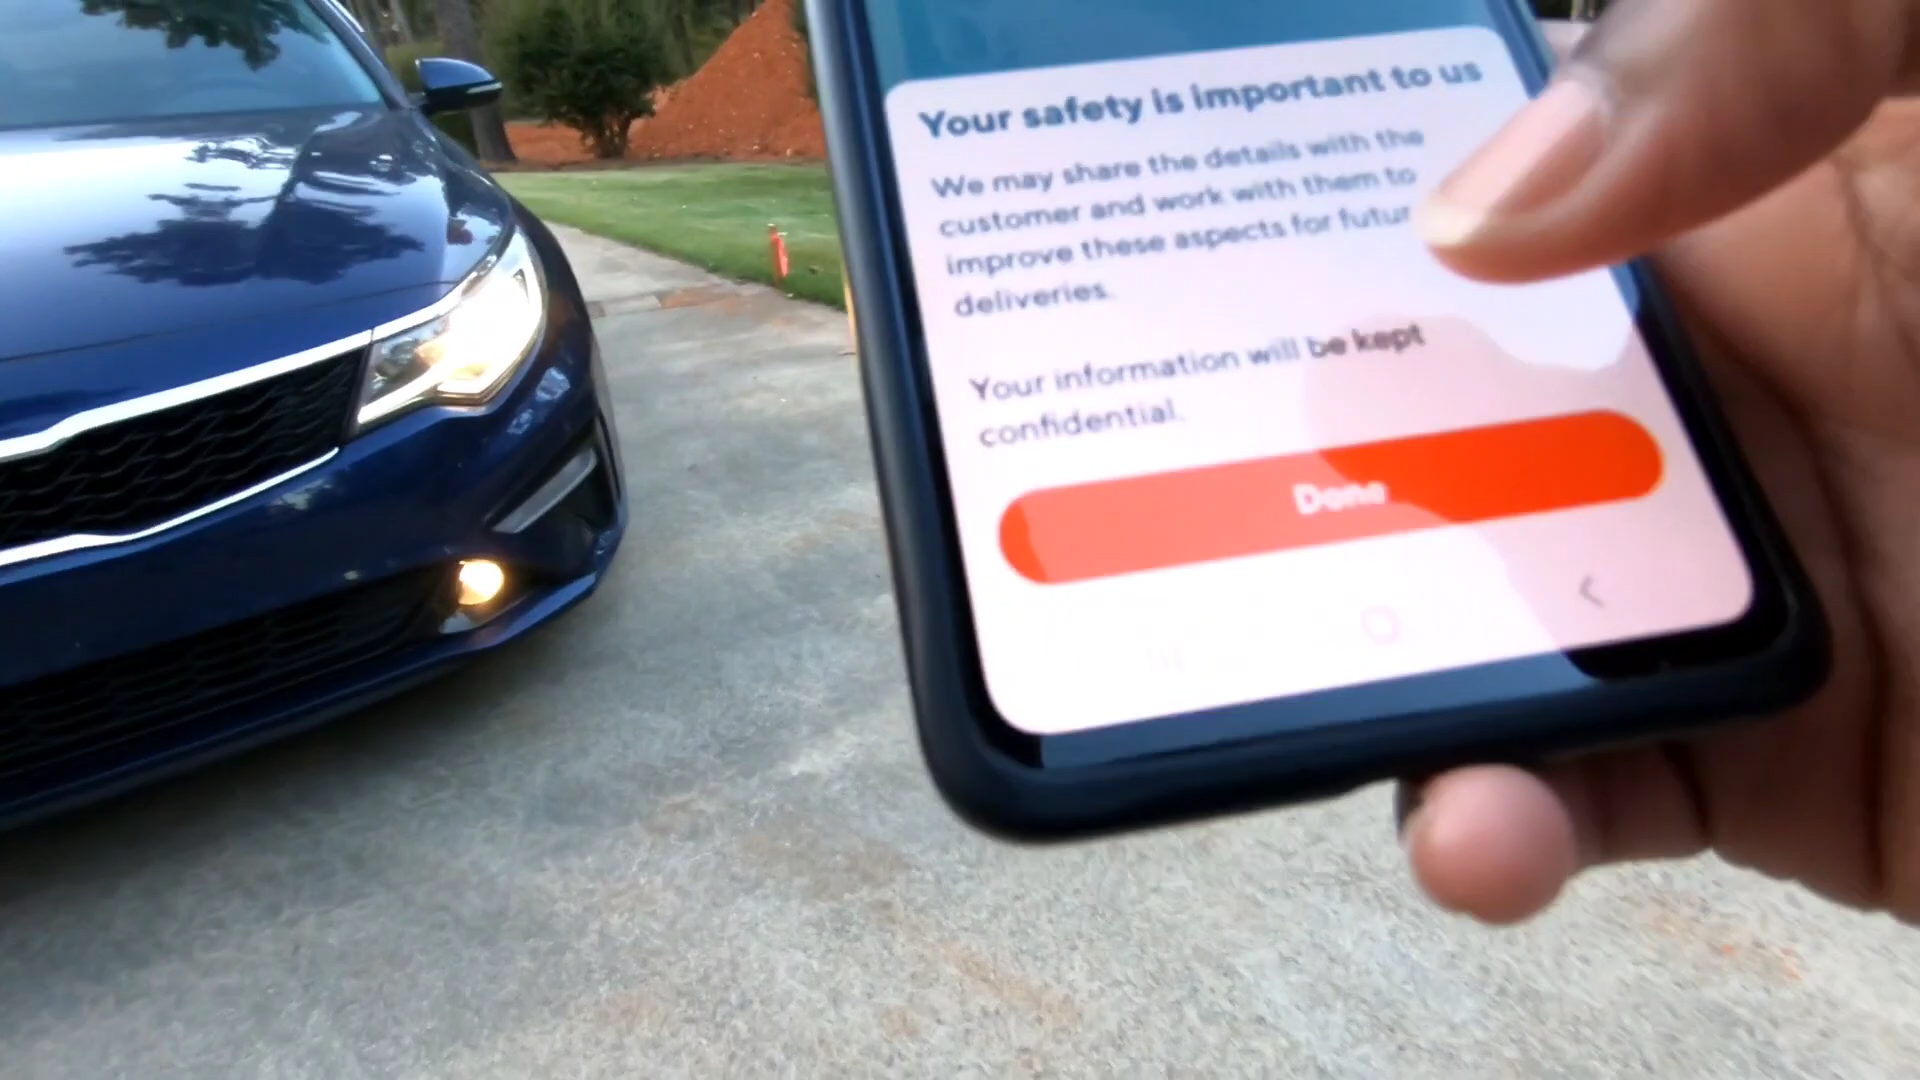 Your safety is important to us
We may share the details with the
customer and work with them to
improve these aspects for futur
deliveries.
Your information will be kept
confidential.
Done